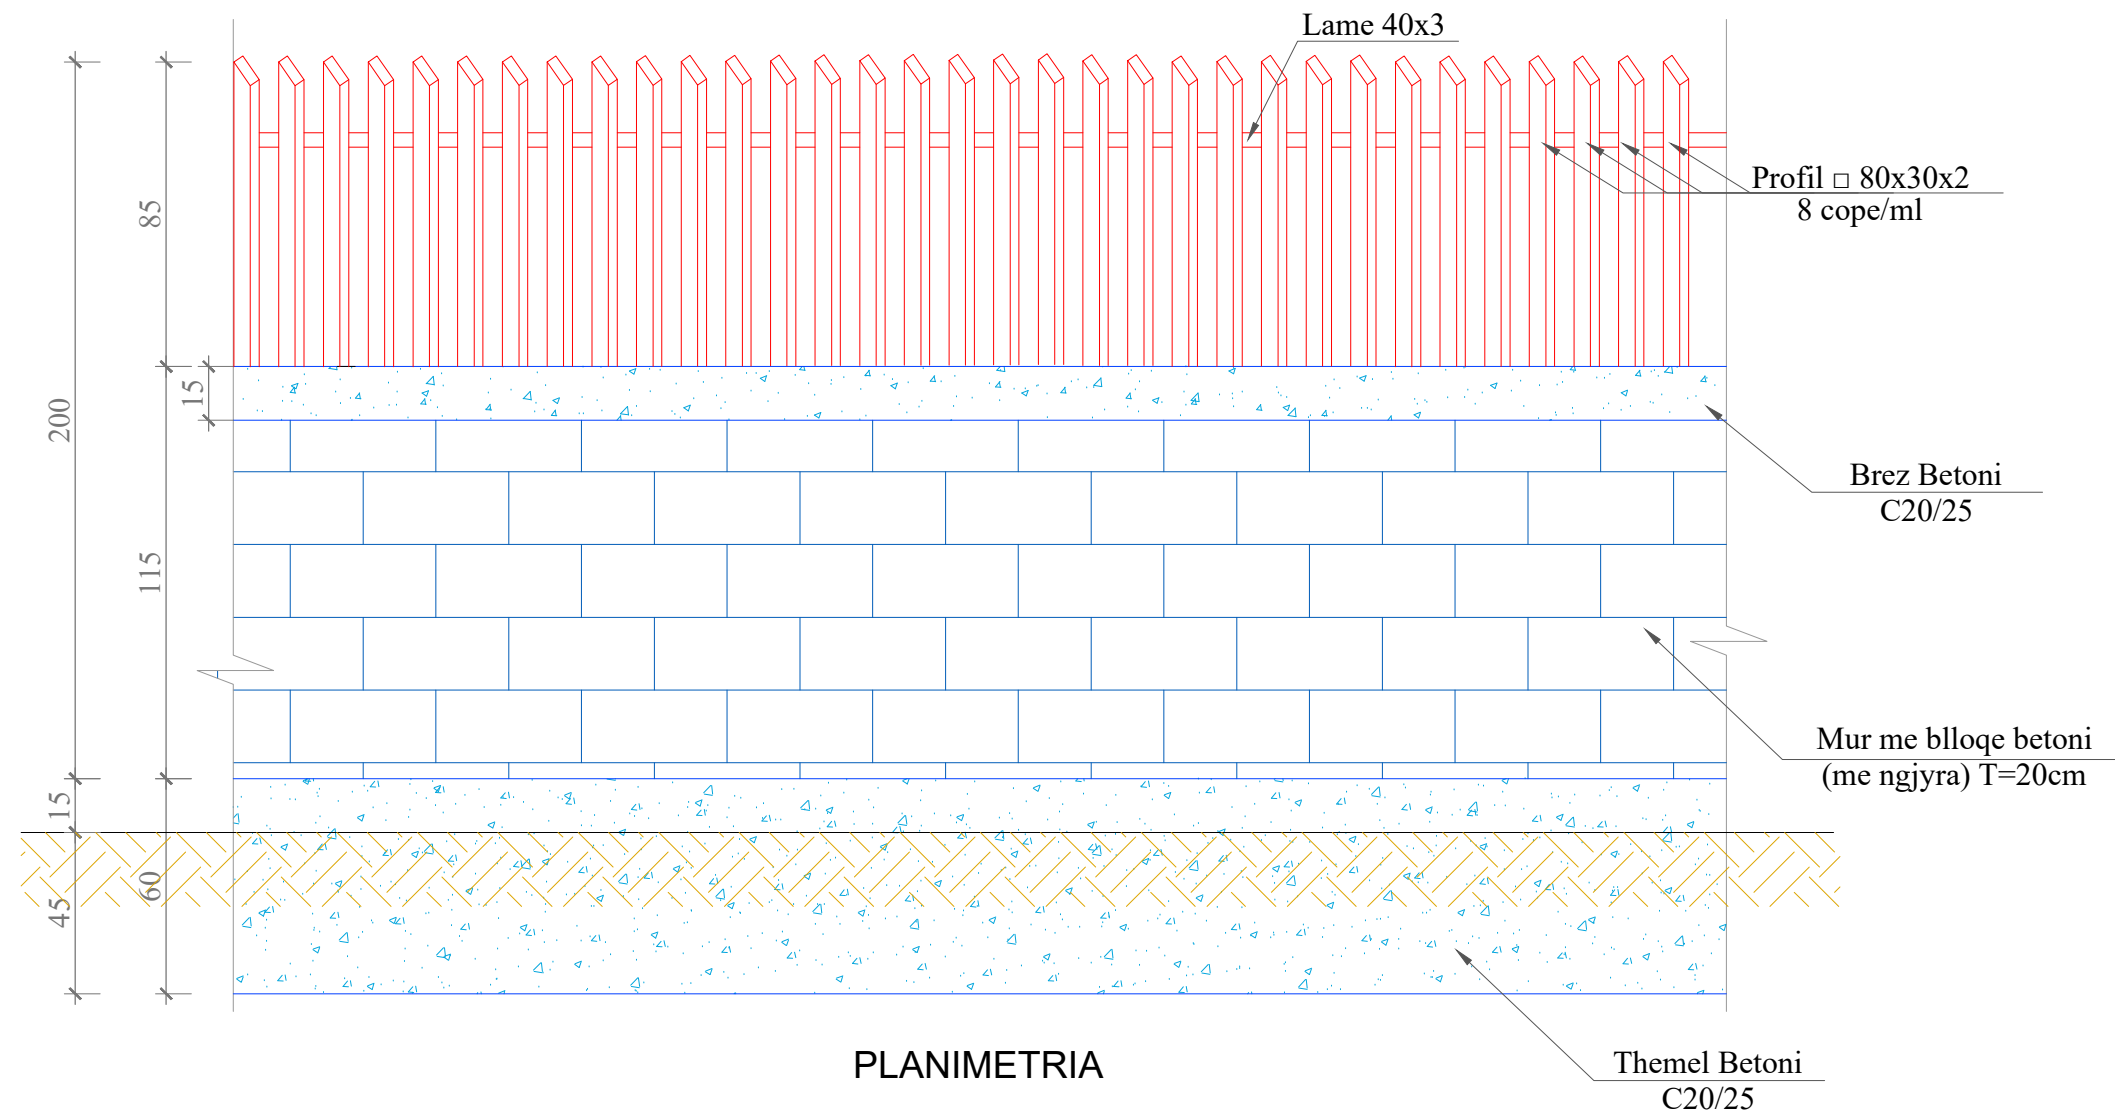 Lame 40x3
Profil □ 80x30x2
8 cope/ml
85
15
200
Brez Betoni
C20/25
115
Mur me blloqe betoni
(me ngjyra) T=20cm
15
60
45
PLANIMETRIA
Themel Betoni
C20/25